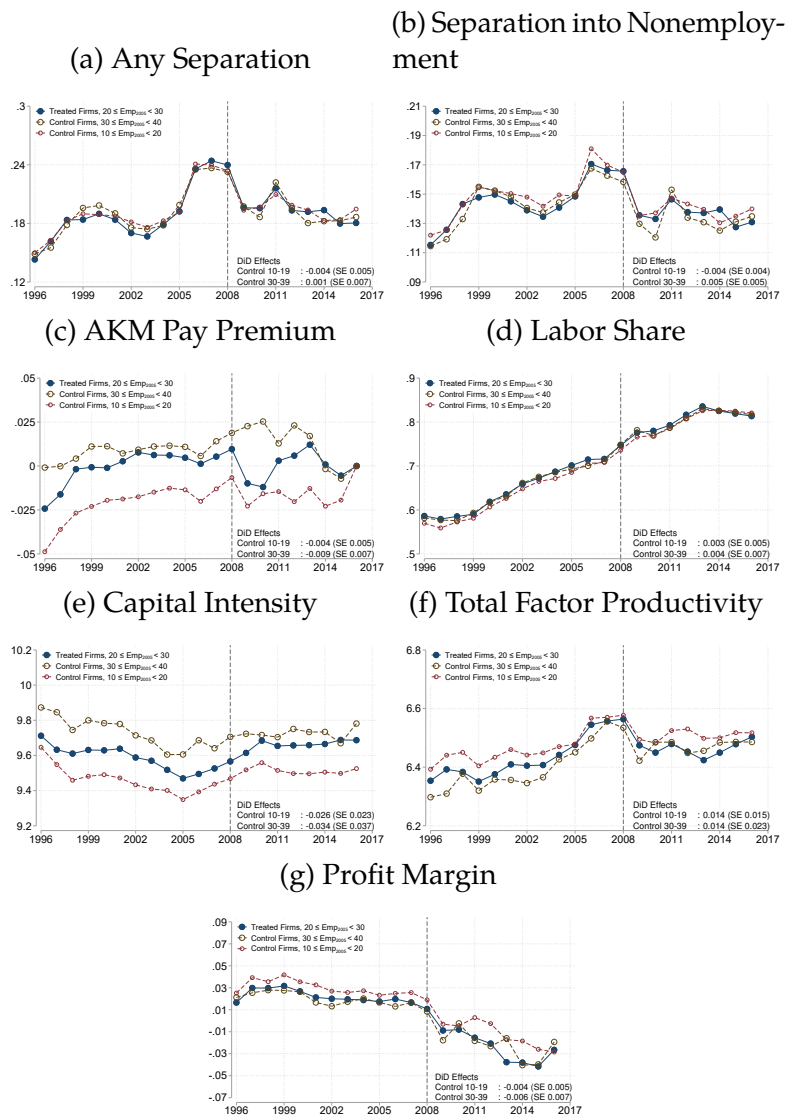 (a) Any Separation
(b) Separation into Nonemploy-
ment
.3
.24
.18
.12
Treated Firms, 20 ≤ Emp₂₀₀₅ < 30
Control Firms, 30 ≤ Emp₂₀₀₅ < 40
Control Firms, 10 ≤ Emp₂₀₀₅ < 20
DiD Effects
Control 10-19 : -0.004 (SE 0.005)
Control 30-39 : 0.001 (SE 0.007)
1996 1999 2002 2005 2008 2011 2014 2017
.21
.19
.17
.15
.13
.11
.09
Treated Firms, 20 ≤ Emp₂₀₀₅ < 30
Control Firms, 30 ≤ Emp₂₀₀₅ < 40
Control Firms, 10 ≤ Emp₂₀₀₅ < 20
DiD Effects
Control 10-19 : -0.004 (SE 0.004)
Control 30-39 : 0.005 (SE 0.005)
1996 1999 2002 2005 2008 2011 2014 2017
(c) AKM Pay Premium
(d) Labor Share
.05
.025
0
-.025
-.05
Treated Firms, 20 ≤ Emp₂₀₀₅ < 30
Control Firms, 30 ≤ Emp₂₀₀₅ < 40
Control Firms, 10 ≤ Emp₂₀₀₅ < 20
DiD Effects
Control 10-19 : -0.004 (SE 0.005)
Control 30-39 : -0.009 (SE 0.007)
1996 1999 2002 2005 2008 2011 2014 2017
.9
.8
.7
.6
.5
Treated Firms, 20 ≤ Emp₂₀₀₅ < 30
Control Firms, 30 ≤ Emp₂₀₀₅ < 40
Control Firms, 10 ≤ Emp₂₀₀₅ < 20
DiD Effects
Control 10-19 : 0.003 (SE 0.005)
Control 30-39 : 0.004 (SE 0.007)
1996 1999 2002 2005 2008 2011 2014 2017
(e) Capital Intensity
(f) Total Factor Productivity
10.2
10
9.8
9.6
9.4
9.2
Treated Firms, 20 ≤ Emp₂₀₀₅ < 30
Control Firms, 30 ≤ Emp₂₀₀₅ < 40
Control Firms, 10 ≤ Emp₂₀₀₅ < 20
DiD Effects
Control 10-19 : -0.026 (SE 0.023)
Control 30-39 : -0.034 (SE 0.037)
1996 1999 2002 2005 2008 2011 2014 2017
6.8
6.6
6.4
6.2
Treated Firms, 20 ≤ Emp₂₀₀₅ < 30
Control Firms, 30 ≤ Emp₂₀₀₅ < 40
Control Firms, 10 ≤ Emp₂₀₀₅ < 20
DiD Effects
Control 10-19 : 0.014 (SE 0.015)
Control 30-39 : 0.014 (SE 0.023)
1996 1999 2002 2005 2008 2011 2014 2017
(g) Profit Margin
.09
.07
.05
.03
.01
-.01
-.03
-.05
-.07
Treated Firms, 20 ≤ Emp₂₀₀₅ < 30
Control Firms, 30 ≤ Emp₂₀₀₅ < 40
Control Firms, 10 ≤ Emp₂₀₀₅ < 20
DiD Effects
Control 10-19 : -0.004 (SE 0.005)
Control 30-39 : -0.006 (SE 0.007)
1996 1999 2002 2005 2008 2011 2014 2017